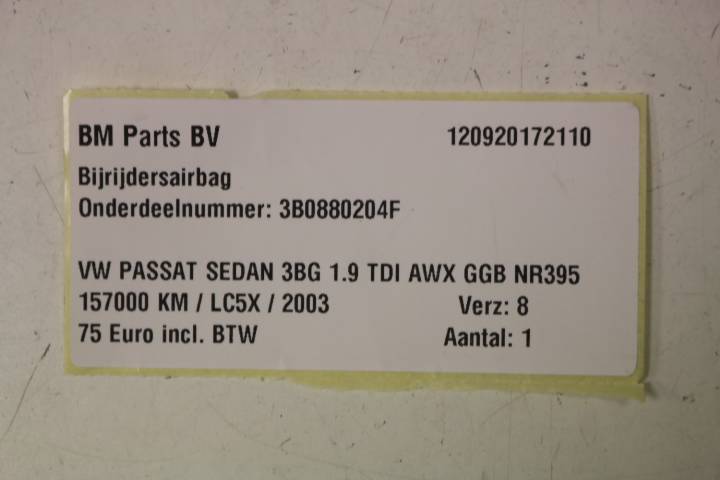 BM Parts BV 120920172110
Bijrijdersairbag
Onderdeelnummer: 3B0880204F
VW PASSAT SEDAN 3BG 1.9 TDI AWX GGB NR395
157000 KM / LC5X / 2003 Verz: 8
75 Euro incl. BTW Aantal: 1